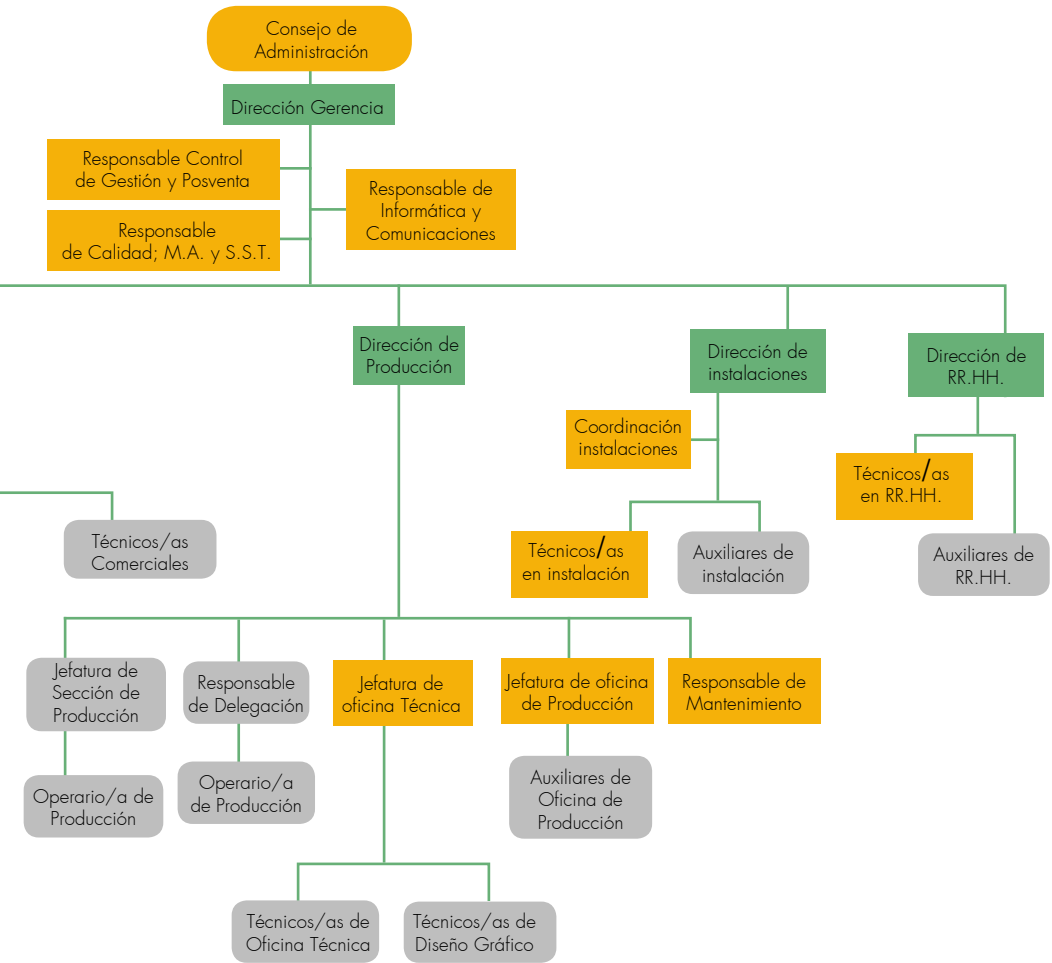 Consejo de
Administración
Dirección Gerencia
Responsable Control
de Gestión y Posventa
Responsable de
Informática y
Comunicaciones
Responsable
de Calidad; M.A. y S.S.T.
Dirección de
Producción
Dirección de
instalaciones
Dirección de
RR.HH.
Coordinación
instalaciones
Técnicos/as
en RR.HH.
Auxiliares de
RR.HH.
Técnicos/as
Comerciales
Técnicos/as
en instalación
Auxiliares de
instalación
Jefatura de
Sección de
Producción
Responsable
de Delegación
Jefatura de
oficina Técnica
Jefatura de oficina
de Producción
Responsable de
Mantenimiento
Operario/a de
Producción
Operario/a
de Producción
Auxiliares de
Oficina de
Producción
Técnicos/as de
Oficina Técnica
Técnicos/as de
Diseño Gráfico